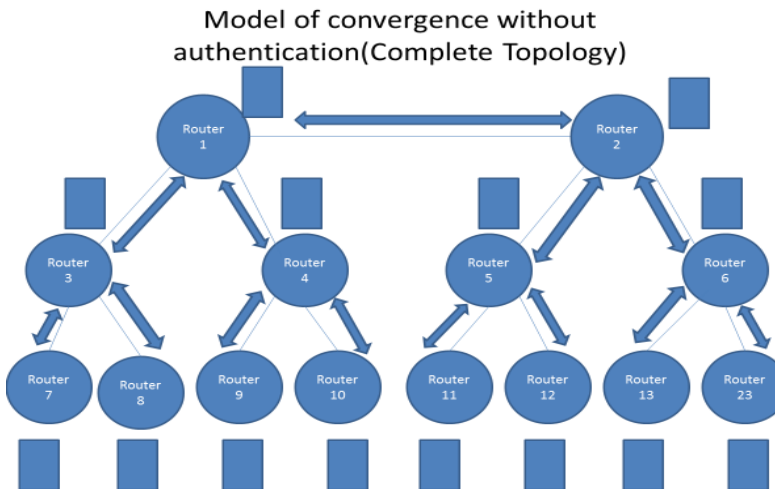 Model of convergence without
authentication(Complete Topology)
Router
1
Router
2
Router
3
Router
4
Router
5
Router
6
Router
7
Router
8
Router
9
Router
10
Router
11
Router
12
Router
13
Router
23